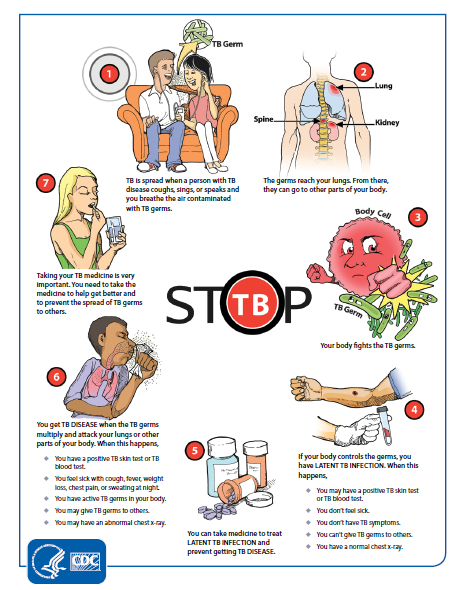 TB Germ
1
TB is spread when a person with TB
disease coughs, sings, or speaks and
you breathe the air contaminated
with TB germs.
2
Lung
Spine
Kidney
The germs reach your lungs. From there,
they can go to other parts of your body.
3
Body Cell
TB Germ
Your body fights the TB germs.
STOP
TB
4
If your body controls the germs, you
have LATENT TB INFECTION. When this
happens,
❖ You may have a positive TB skin test
or TB blood test.
❖ You don't feel sick.
❖ You don't have TB symptoms.
❖ You can't give TB germs to others.
❖ You have a normal chest x-ray.
5
You can take medicine to treat
LATENT TB INFECTION and
prevent getting TB DISEASE.
6
You get TB DISEASE when the TB germs
multiply and attack your lungs or other
parts of your body. When this happens,
❖ You have a positive TB skin test or TB
blood test.
❖ You feel sick with cough, fever, weight
loss, chest pain, or sweating at night.
❖ You have active TB germs in your body.
❖ You may give TB germs to others.
❖ You may have an abnormal chest x-ray.
7
Taking your TB medicine is very
important. You need to take the
medicine to help get better and
to prevent the spread of TB germs
to others.
CDC